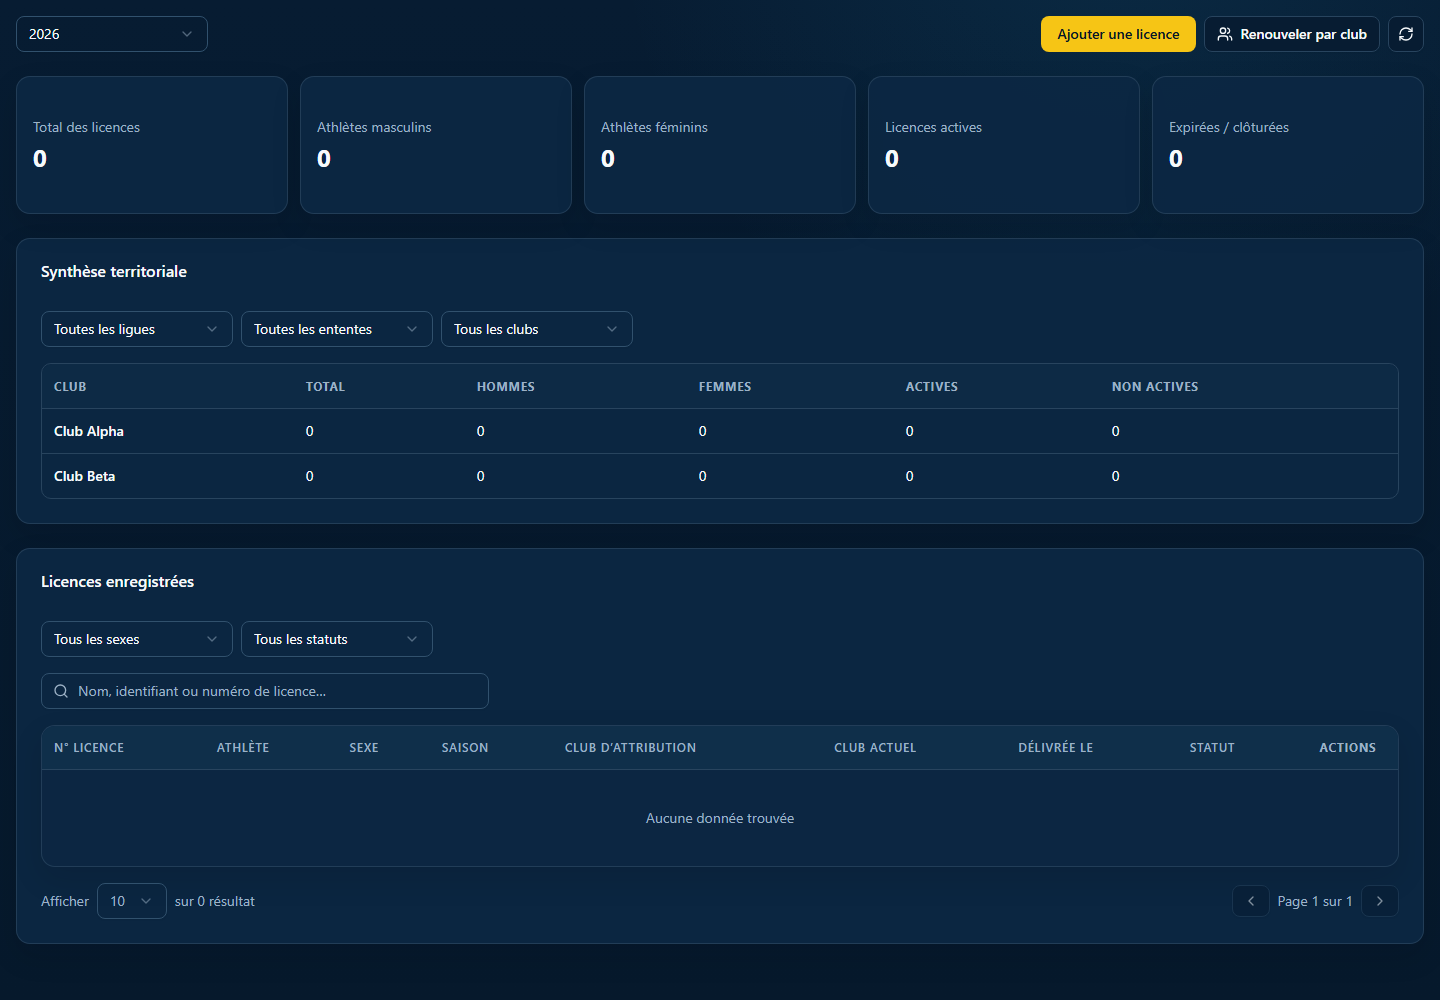 2026
Ajouter une licence
Renouveler par club
Total des licences
0
Athlètes masculins
0
Athlètes féminins
0
Licences actives
0
Expirées / clôturées
0
Synthèse territoriale
Toutes les ligues
Toutes les ententes
Tous les clubs
CLUB TOTAL HOMMES FEMMES ACTIVES NON ACTIVES
Club Alpha 0 0 0 0 0
Club Beta 0 0 0 0 0
Licences enregistrées
Tous les sexes
Tous les statuts
Nom, identifiant ou numéro de licence...
N° LICENCE ATHLÈTE SEXE SAISON CLUB D'ATTRIBUTION CLUB ACTUEL DÉLIVRÉE LE STATUT ACTIONS
Aucune donnée trouvée
Afficher 10 sur 0 résultat
Page 1 sur 1